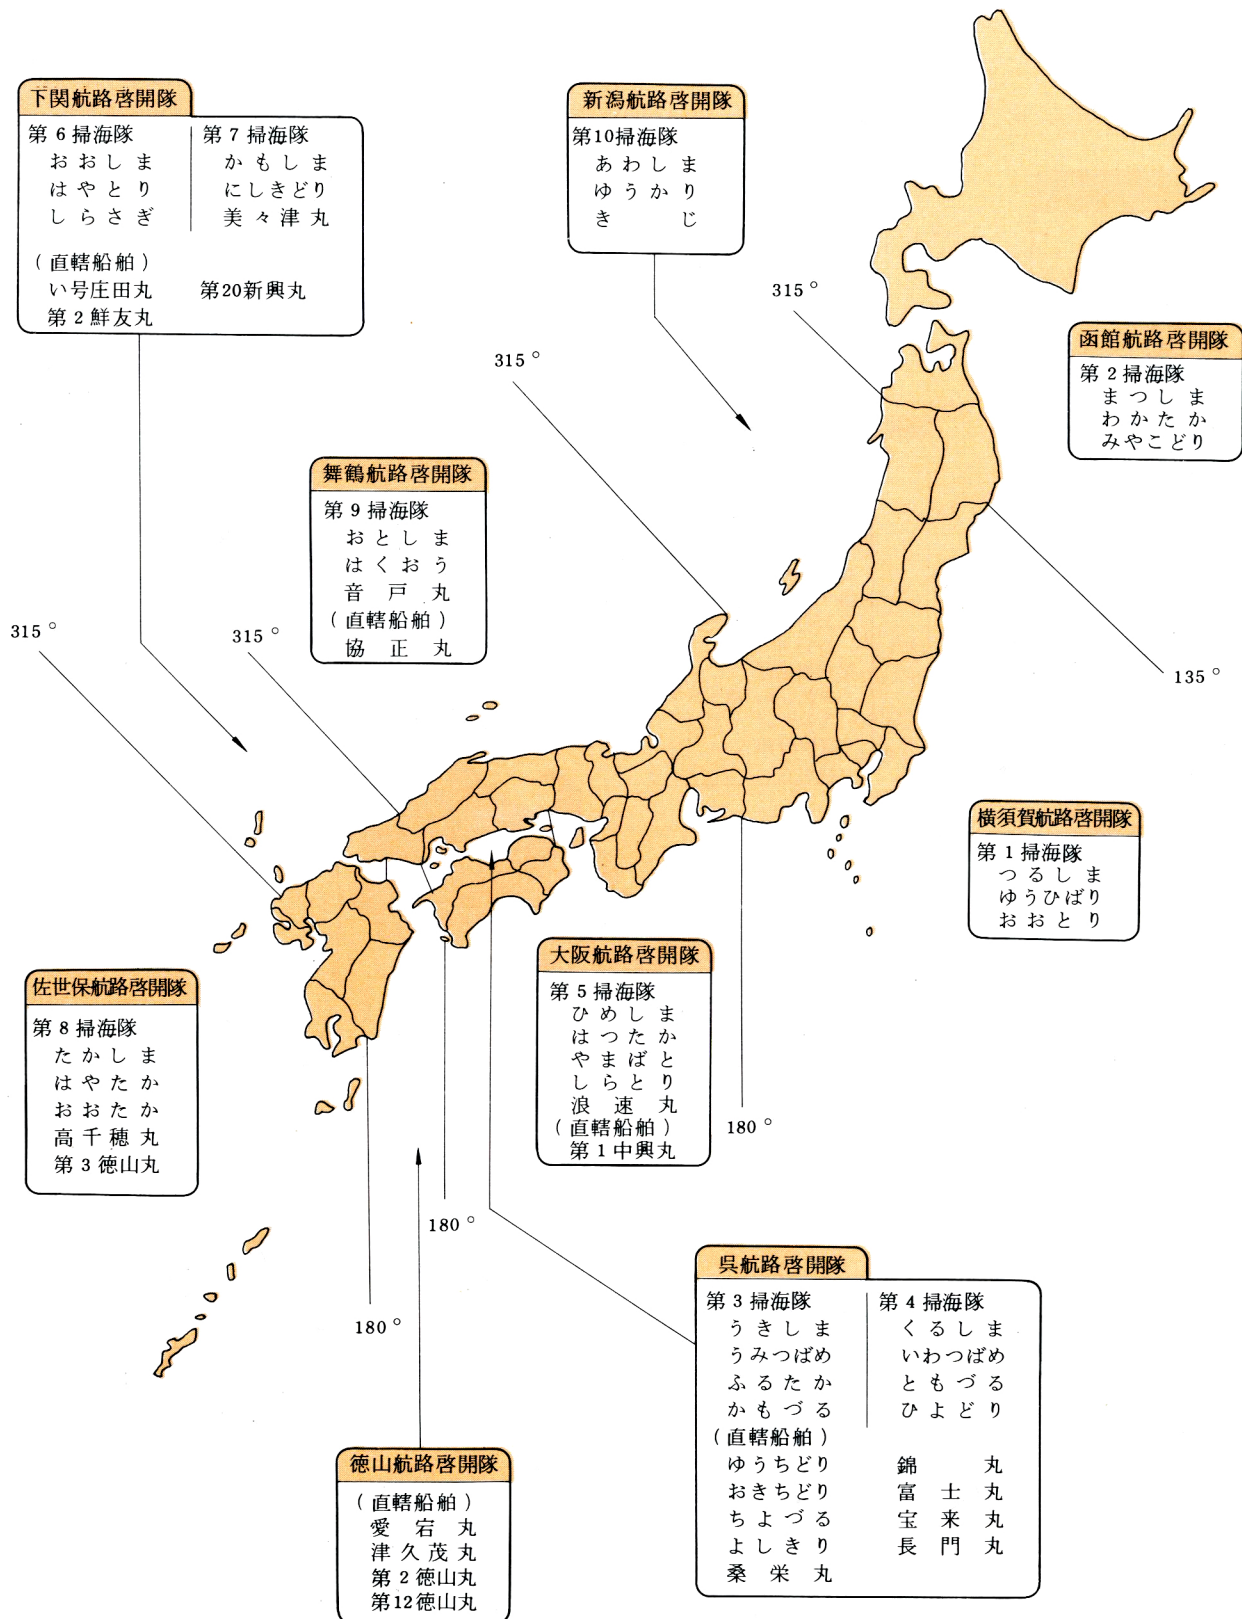 下関航路啓開隊
第6掃海隊
おおしま
はやとり
しらさぎ
第7掃海隊
かもしま
にしきどり
美々津丸
(直轄船舶)
い号庄田丸 第20新興丸
第2鮮友丸
新潟航路啓開隊
第10掃海隊
あわしま
ゆうかり
きじ
315°
函館航路啓開隊
第2掃海隊
まつしま
わかたか
みやこどり
315°
舞鶴航路啓開隊
第9掃海隊
おとしま
はくおう
音戸丸
(直轄船舶)
協正丸
315°
315°
135°
横須賀航路啓開隊
第1掃海隊
つるしま
ゆうひばり
おおとり
佐世保航路啓開隊
第8掃海隊
たかしま
はやたか
おおたか
高千穂丸
第3徳山丸
大阪航路啓開隊
第5掃海隊
ひめしま
はつたか
やまばと
しらとり
浪速丸
(直轄船舶)
第1中興丸
180°
180°
180°
呉航路啓開隊
第3掃海隊
うきしま
うみつばめ
ふるたか
かもづる
第4掃海隊
くるしま
いわつばめ
ともづる
ひよどり
(直轄船舶)
ゆうちどり 錦丸
おきちどり 富士丸
ちよづる 宝来丸
よしきり 長門丸
桑栄丸
徳山航路啓開隊
(直轄船舶)
愛宕丸
津久茂丸
第2徳山丸
第12徳山丸